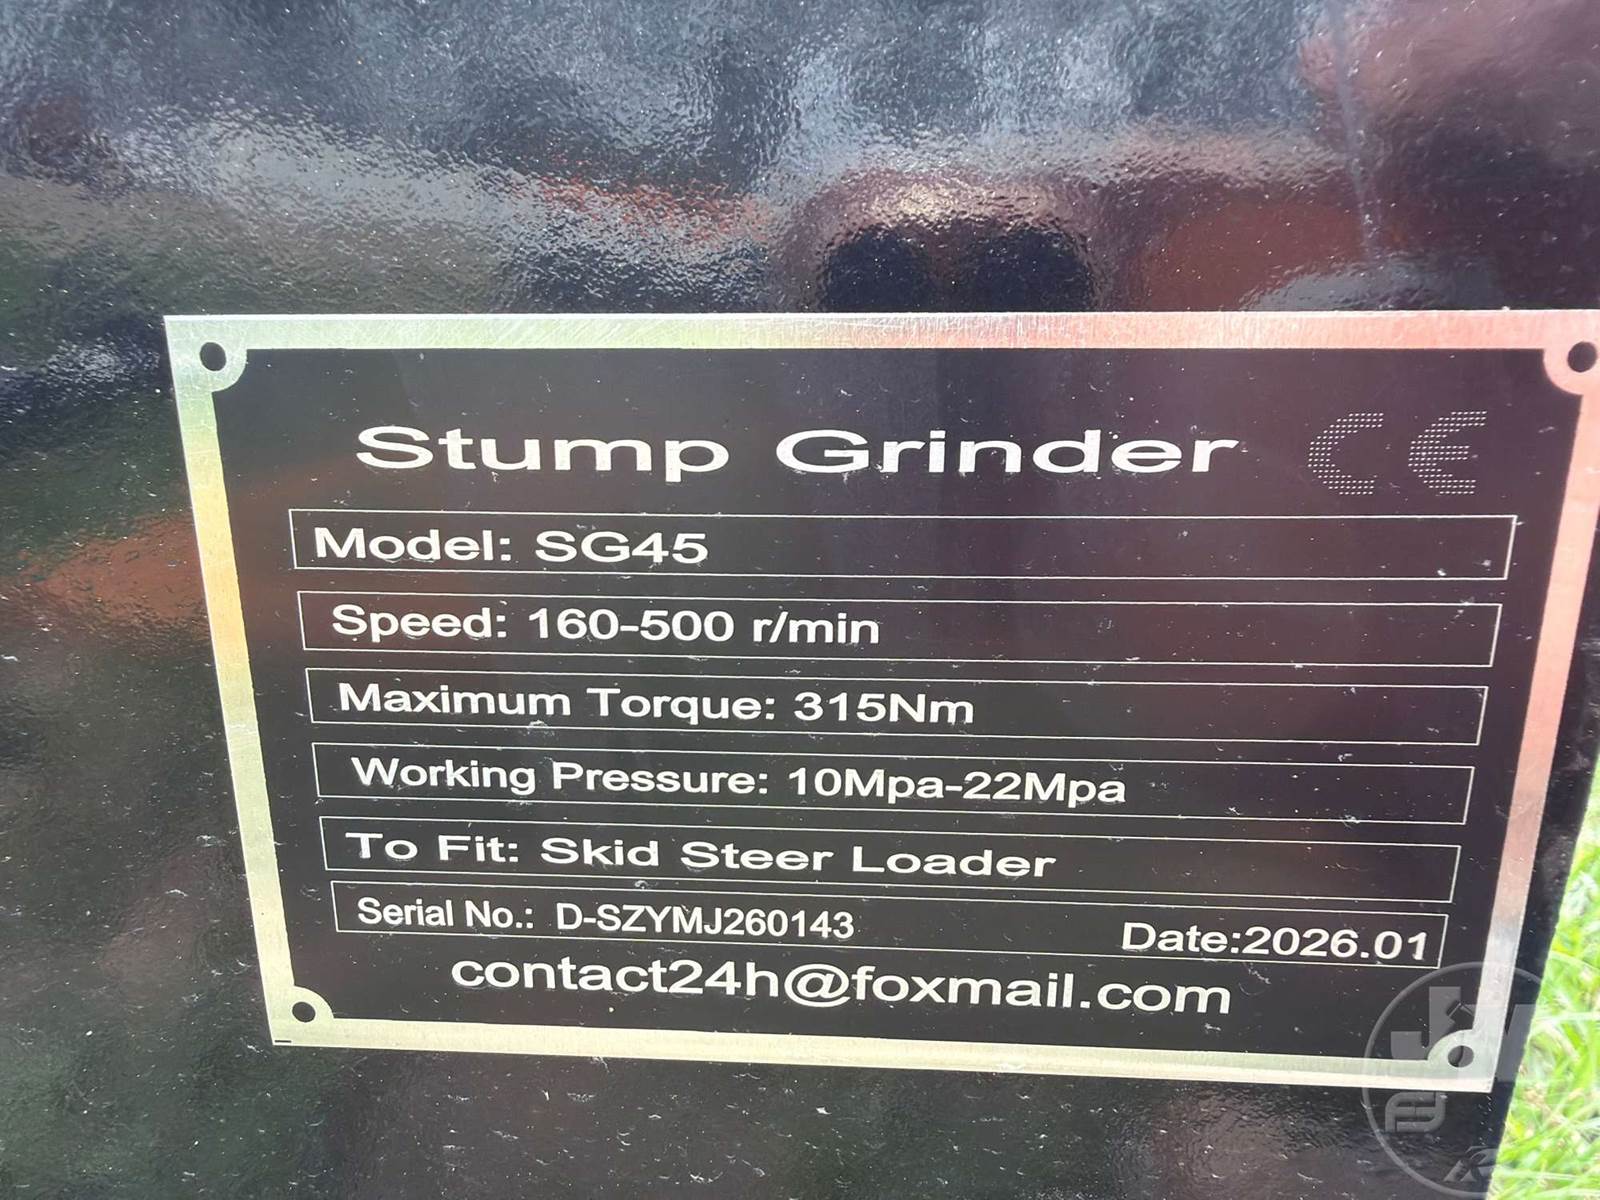 Stump Grinder CE
Model: SG45
Speed: 160-500 r/min
Maximum Torque: 315Nm
Working Pressure: 10Mpa-22Mpa
To Fit: Skid Steer Loader
Serial No.: D-SZYMJ260143 Date:2026.01
contact24h@foxmail.com